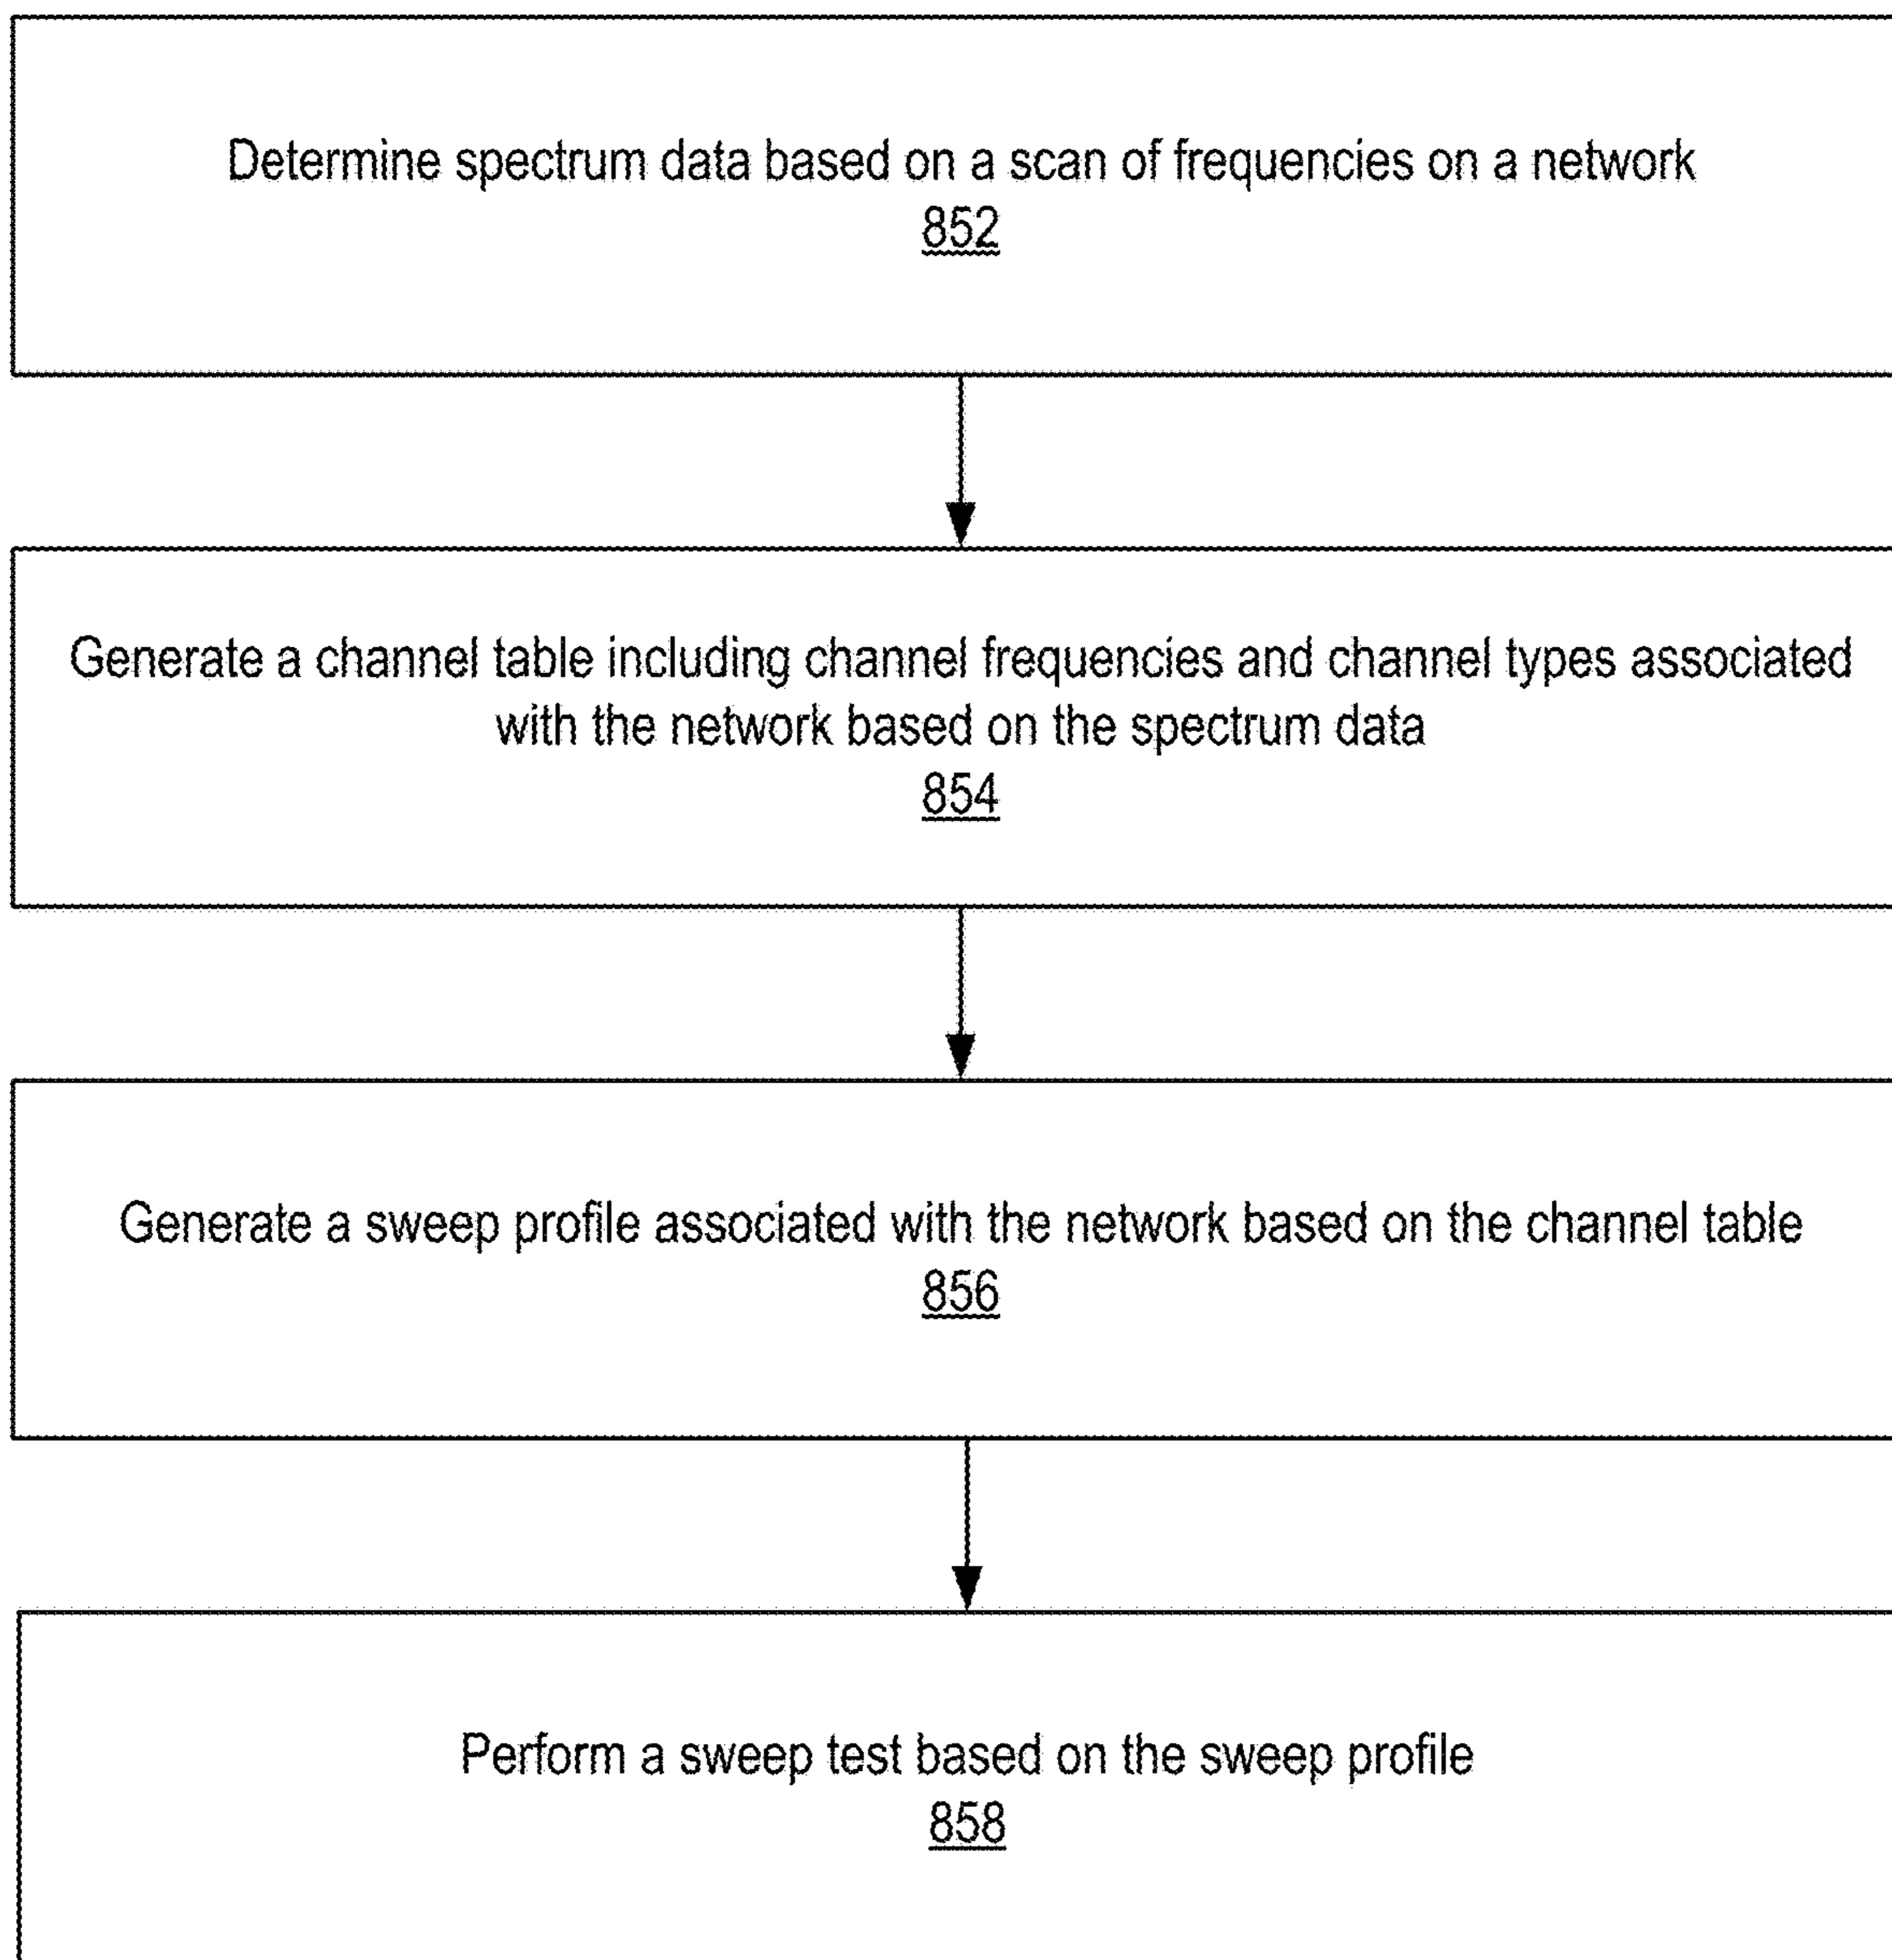 Determine spectrum data based on a scan of frequencies on a network
852
Generate a channel table including channel frequencies and channel types associated
with the network based on the spectrum data
854
Generate a sweep profile associated with the network based on the channel table
856
Perform a sweep test based on the sweep profile
858